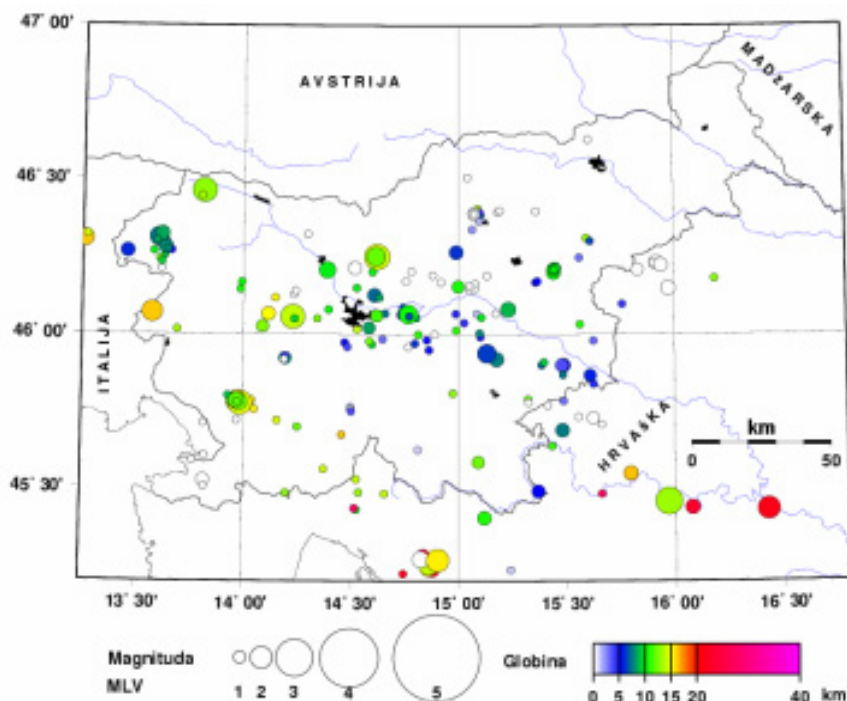 47° 00'
AVSTRIJA
MADŽARSKA
46° 30'
46° 00'
ITALIJA
HRVAŠKA
km
0 50
45° 30'
13° 30' 14° 00' 14° 30' 15° 00' 15° 30' 16° 00' 16° 30'
Magnituda
MLV
1 2 3 4 5
Globina
0 5 10 15 20 40 km